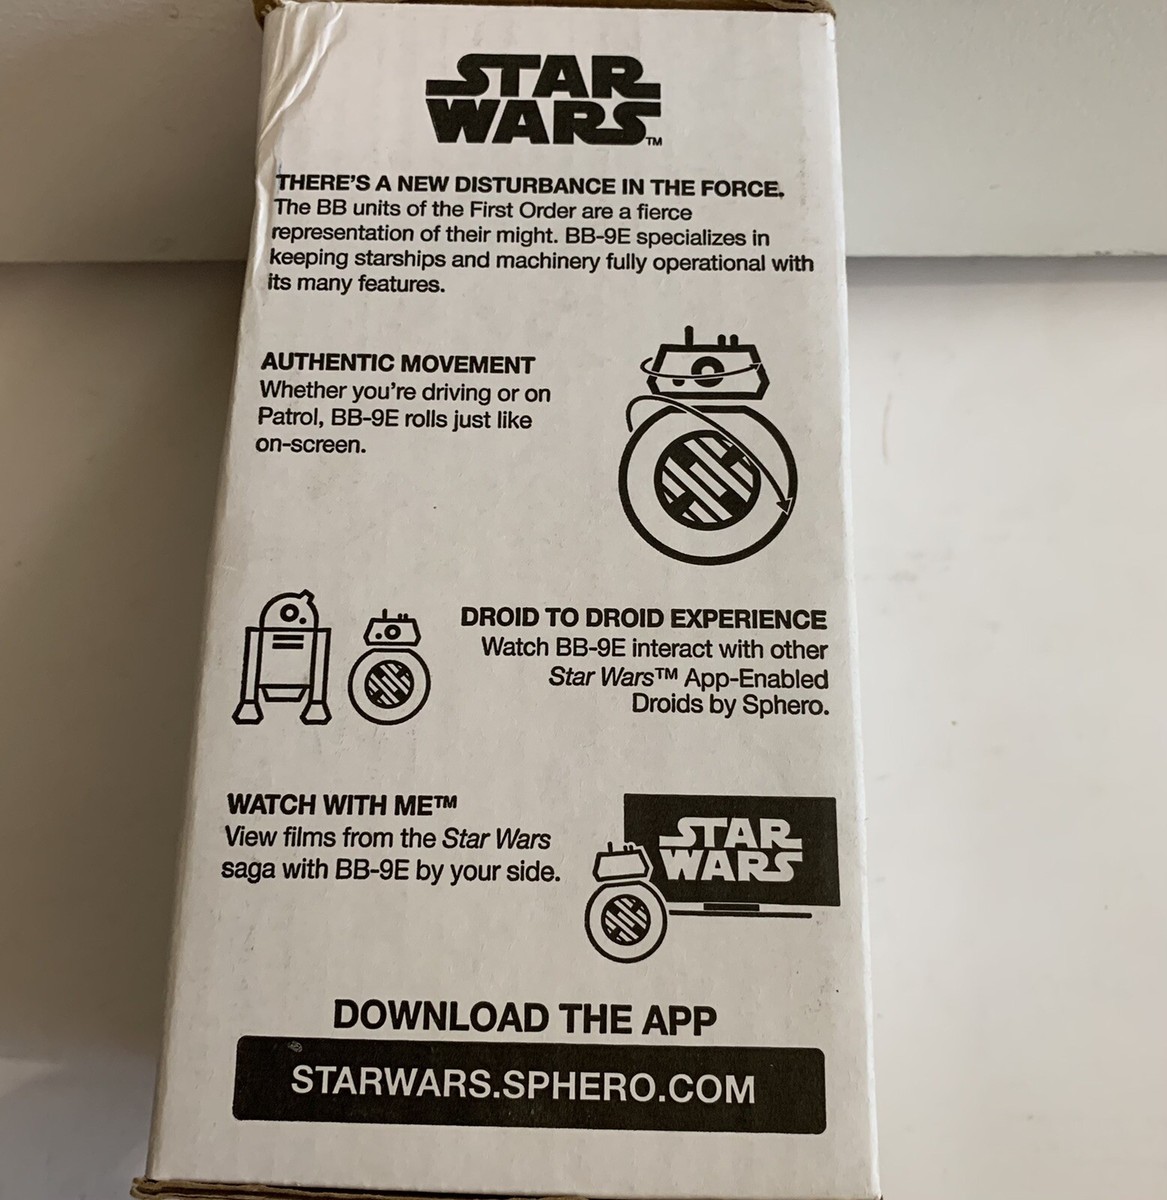 STAR
WARS™
THERE'S A NEW DISTURBANCE IN THE FORCE.
The BB units of the First Order are a fierce
representation of their might. BB-9E specializes in
keeping starships and machinery fully operational with
its many features.
AUTHENTIC MOVEMENT
Whether you're driving or on
Patrol, BB-9E rolls just like
on-screen.
DROID TO DROID EXPERIENCE
Watch BB-9E interact with other
Star Wars™ App-Enabled
Droids by Sphero.
WATCH WITH ME™
View films from the Star Wars
saga with BB-9E by your side.
STAR
WARS
DOWNLOAD THE APP
STARWARS.SPHERO.COM